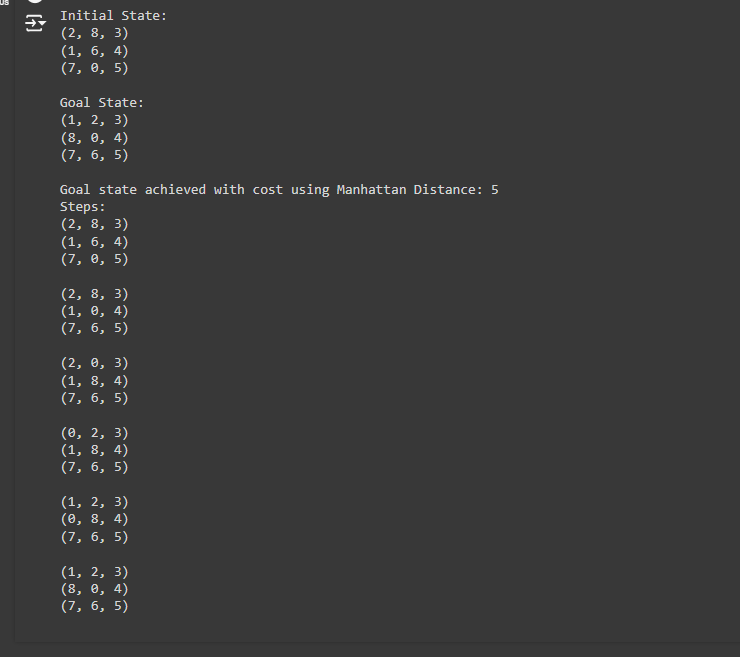 us
Initial State:
(2, 8, 3)
(1, 6, 4)
(7, 0, 5)
Goal State:
(1, 2, 3)
(8, 0, 4)
(7, 6, 5)
Goal state achieved with cost using Manhattan Distance: 5
Steps:
(2, 8, 3)
(1, 6, 4)
(7, 0, 5)
(2, 8, 3)
(1, 0, 4)
(7, 6, 5)
(2, 0, 3)
(1, 8, 4)
(7, 6, 5)
(0, 2, 3)
(1, 8, 4)
(7, 6, 5)
(1, 2, 3)
(0, 8, 4)
(7, 6, 5)
(1, 2, 3)
(8, 0, 4)
(7, 6, 5)